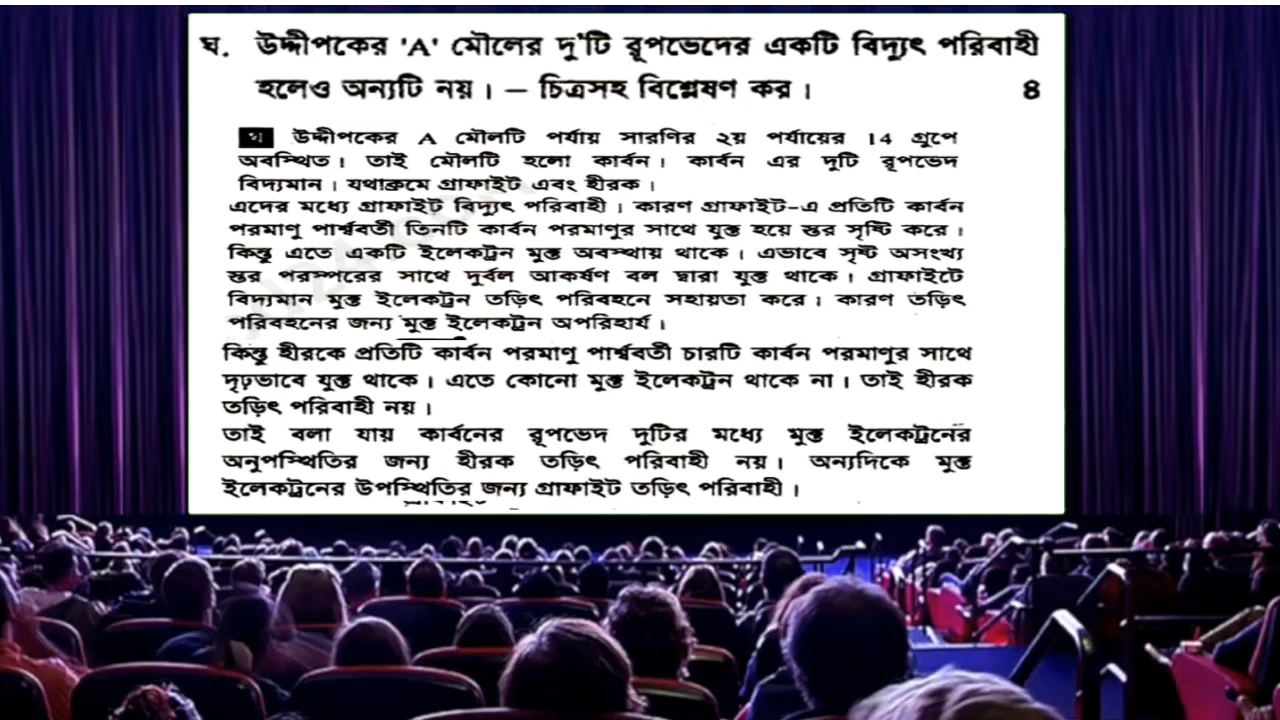 ঘ. উদ্দীপকের 'A' মৌলের দু'টি রূপভেদের একটি বিদ্যুৎ পরিবাহী
হলেও অন্যটি নয়। – চিত্রসহ বিশ্লেষণ কর। ৪
ঘ উদ্দীপকের A মৌলটি পর্যায় সারণির ২য় পর্যায়ের 14 গ্রুপে
অবস্থিত। তাই মৌলটি হলো কার্বন। কার্বন এর দুটি রূপভেদ
বিদ্যমান। যথাক্রমে গ্রাফাইট এবং হীরক।
এদের মধ্যে গ্রাফাইট বিদ্যুৎ পরিবাহী। কারণ গ্রাফাইট-এ প্রতিটি কার্বন
পরমাণু পার্শ্ববর্তী তিনটি কার্বন পরমাণুর সাথে যুক্ত হয়ে স্তর সৃষ্টি করে।
কিন্তু এতে একটি ইলেকট্রন মুক্ত অবস্থায় থাকে। এভাবে সৃষ্ট অসংখ্য
স্তর পরস্পরের সাথে দুর্বল আকর্ষণ বল দ্বারা যুক্ত থাকে। গ্রাফাইটে
বিদ্যমান মুক্ত ইলেকট্রন তড়িৎ পরিবহনে সহায়তা করে। কারণ তড়িৎ
পরিবহনের জন্য মুক্ত ইলেকট্রন অপরিহার্য।
কিন্তু হীরকে প্রতিটি কার্বন পরমাণু পার্শ্ববর্তী চারটি কার্বন পরমাণুর সাথে
দৃঢ়ভাবে যুক্ত থাকে। এতে কোনো মুক্ত ইলেকট্রন থাকে না। তাই হীরক
তড়িৎ পরিবাহী নয়।
তাই বলা যায় কার্বনের রূপভেদ দুটির মধ্যে মুক্ত ইলেকট্রনের
অনুপস্থিতির জন্য হীরক তড়িৎ পরিবাহী নয়। অন্যদিকে মুক্ত
ইলেকট্রনের উপস্থিতির জন্য গ্রাফাইট তড়িৎ পরিবাহী।